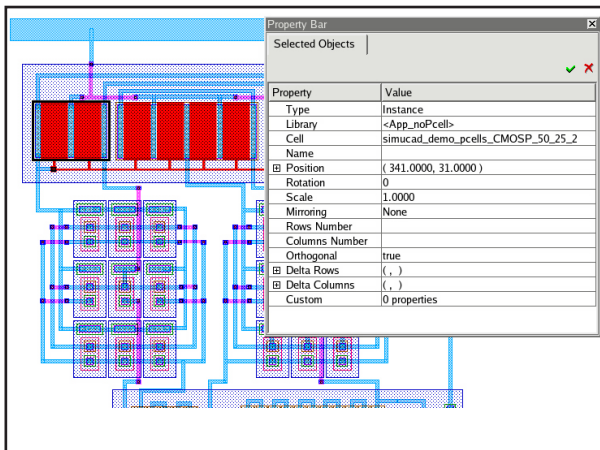 Property Bar
Selected Objects
Property Value
Type Instance
Library <App_noPcell>
Cell simucad_demo_pcells_CMOSP_50_25_2
Name
Position ( 341.0000, 31.0000 )
Rotation 0
Scale 1.0000
Mirroring None
Rows Number
Columns Number
Orthogonal true
Delta Rows ( , )
Delta Columns ( , )
Custom 0 properties